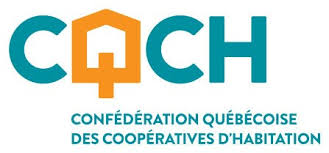 CQCH
CONFÉDÉRATION QUÉBÉCOISE
DES COOPÉRATIVES D'HABITATION